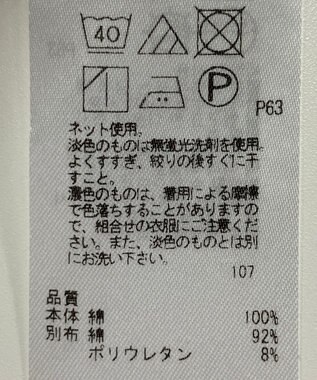 40
P
P63
ネット使用。
淡色のものは無蛍光洗剤を使用。
よくすすぎ、絞りの後すぐに干
すこと。
濃色のものは、着用による摩擦
で色落ちすることがありますの
で、組合せの衣服にご注意くだ
さい。また、淡色のものとは別
にお洗い下さい。
107
品質
本体 綿 100%
別布 綿 92%
ポリウレタン 8%